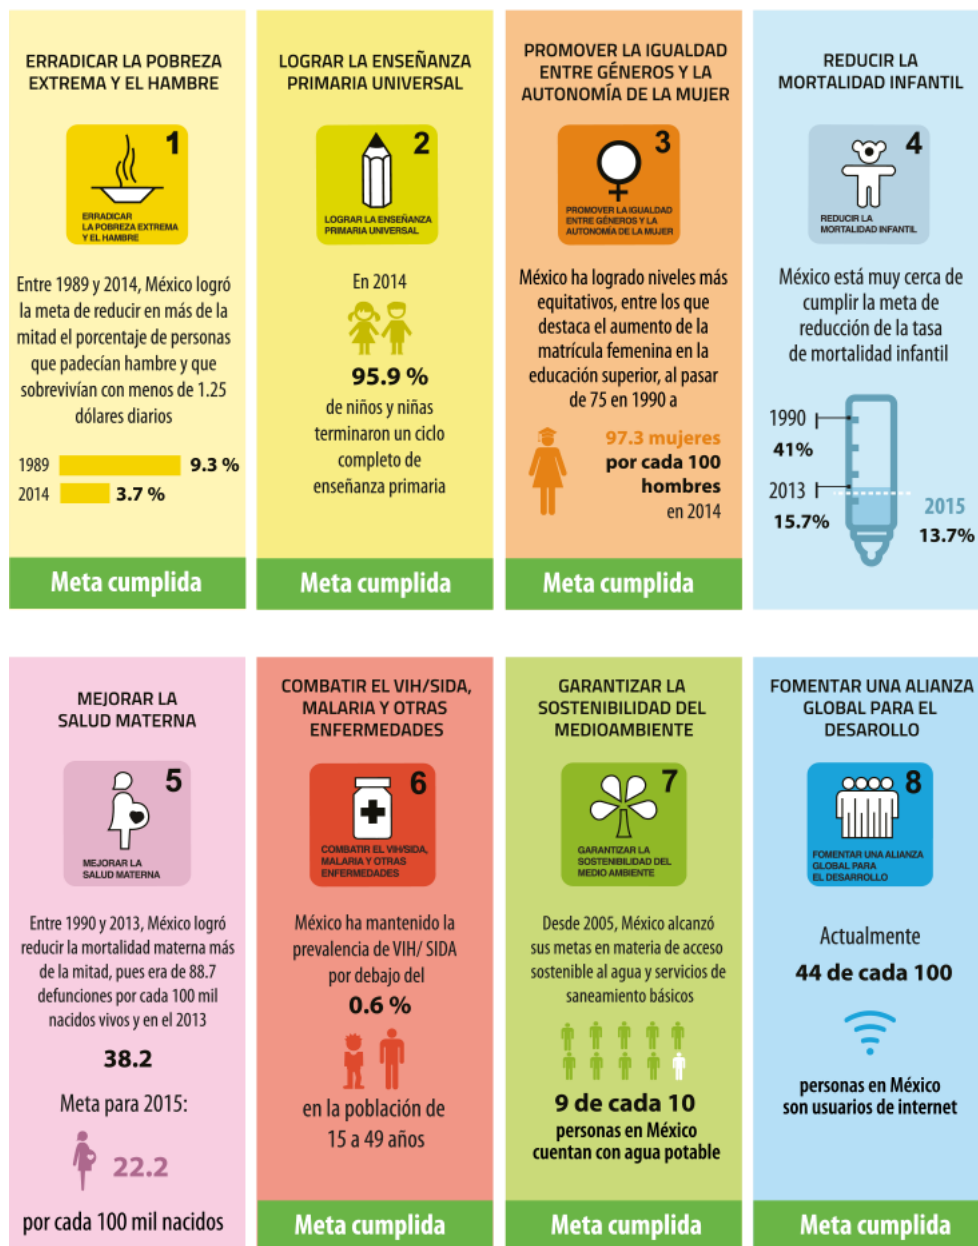 ERRADICAR LA POBREZA
EXTREMA Y EL HAMBRE
1
ERRADICAR
LA POBREZA EXTREMA
Y EL HAMBRE
Entre 1989 y 2014, México logró
la meta de reducir en más de la
mitad el porcentaje de personas
que padecían hambre y que
sobrevivían con menos de 1.25
dólares diarios
1989 9.3 %
2014 3.7 %
Meta cumplida
LOGRAR LA ENSEÑANZA
PRIMARIA UNIVERSAL
2
LOGRAR LA ENSEÑANZA
PRIMARIA UNIVERSAL
En 2014
95.9 %
de niños y niñas
terminaron un ciclo
completo de
enseñanza primaria
Meta cumplida
PROMOVER LA IGUALDAD
ENTRE GÉNEROS Y LA
AUTONOMÍA DE LA MUJER
3
PROMOVER LA IGUALDAD
ENTRE GÉNEROS Y LA
AUTONOMÍA DE LA MUJER
México ha logrado niveles más
equitativos, entre los que
destaca el aumento de la
matrícula femenina en la
educación superior, al pasar
de 75 en 1990 a
97.3 mujeres
por cada 100
hombres
en 2014
Meta cumplida
REDUCIR LA
MORTALIDAD INFANTIL
4
REDUCIR LA
MORTALIDAD INFANTIL
México está muy cerca de
cumplir la meta de
reducción de la tasa
de mortalidad infantil
1990
41%
2013
15.7%
2015
13.7%
MEJORAR LA
SALUD MATERNA
5
MEJORAR LA
SALUD MATERNA
Entre 1990 y 2013, México logró
reducir la mortalidad materna más
de la mitad, pues era de 88.7
defunciones por cada 100 mil
nacidos vivos y en el 2013
38.2
Meta para 2015:
22.2
por cada 100 mil nacidos
COMBATIR EL VIH/SIDA,
MALARIA Y OTRAS
ENFERMEDADES
6
COMBATIR EL VIH/SIDA,
MALARIA Y OTRAS
ENFERMEDADES
México ha mantenido la
prevalencia de VIH/ SIDA
por debajo del
0.6 %
en la población de
15 a 49 años
Meta cumplida
GARANTIZAR LA
SOSTENIBILIDAD DEL
MEDIOAMBIENTE
7
GARANTIZAR LA
SOSTENIBILIDAD DEL
MEDIO AMBIENTE
Desde 2005, México alcanzó
sus metas en materia de acceso
sostenible al agua y servicios de
saneamiento básicos
9 de cada 10
personas en México
cuentan con agua potable
Meta cumplida
FOMENTAR UNA ALIANZA
GLOBAL PARA EL
DESAROLLO
8
FOMENTAR UNA ALIANZA
GLOBAL PARA
EL DESARROLLO
Actualmente
44 de cada 100
personas en México
son usuarios de internet
Meta cumplida